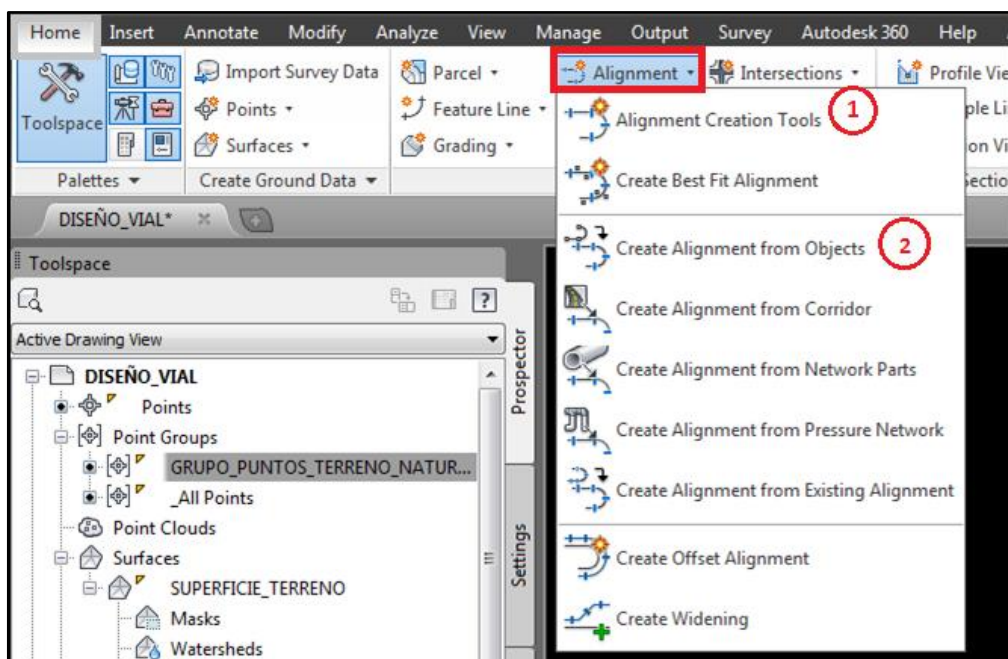 Home Insert Annotate Modify Analyze View Manage Output Survey Autodesk 360 Help
Toolspace
Import Survey Data
Points
Surfaces
Parcel
Feature Line
Grading
Alignment
Intersections
Profile
Palettes
Create Ground Data
Alignment Creation Tools 1
Create Best Fit Alignment
Create Alignment from Objects 2
Create Alignment from Corridor
Create Alignment from Network Parts
Create Alignment from Pressure Network
Create Alignment from Existing Alignment
Create Offset Alignment
Create Widening
DISEÑO_VIAL*
Toolspace
?
Active Drawing View
DISEÑO_VIAL
Points
Point Groups
GRUPO_PUNTOS_TERRENO_NATUR...
_All Points
Point Clouds
Surfaces
SUPERFICIE_TERRENO
Masks
Watersheds
Prospector
Settings